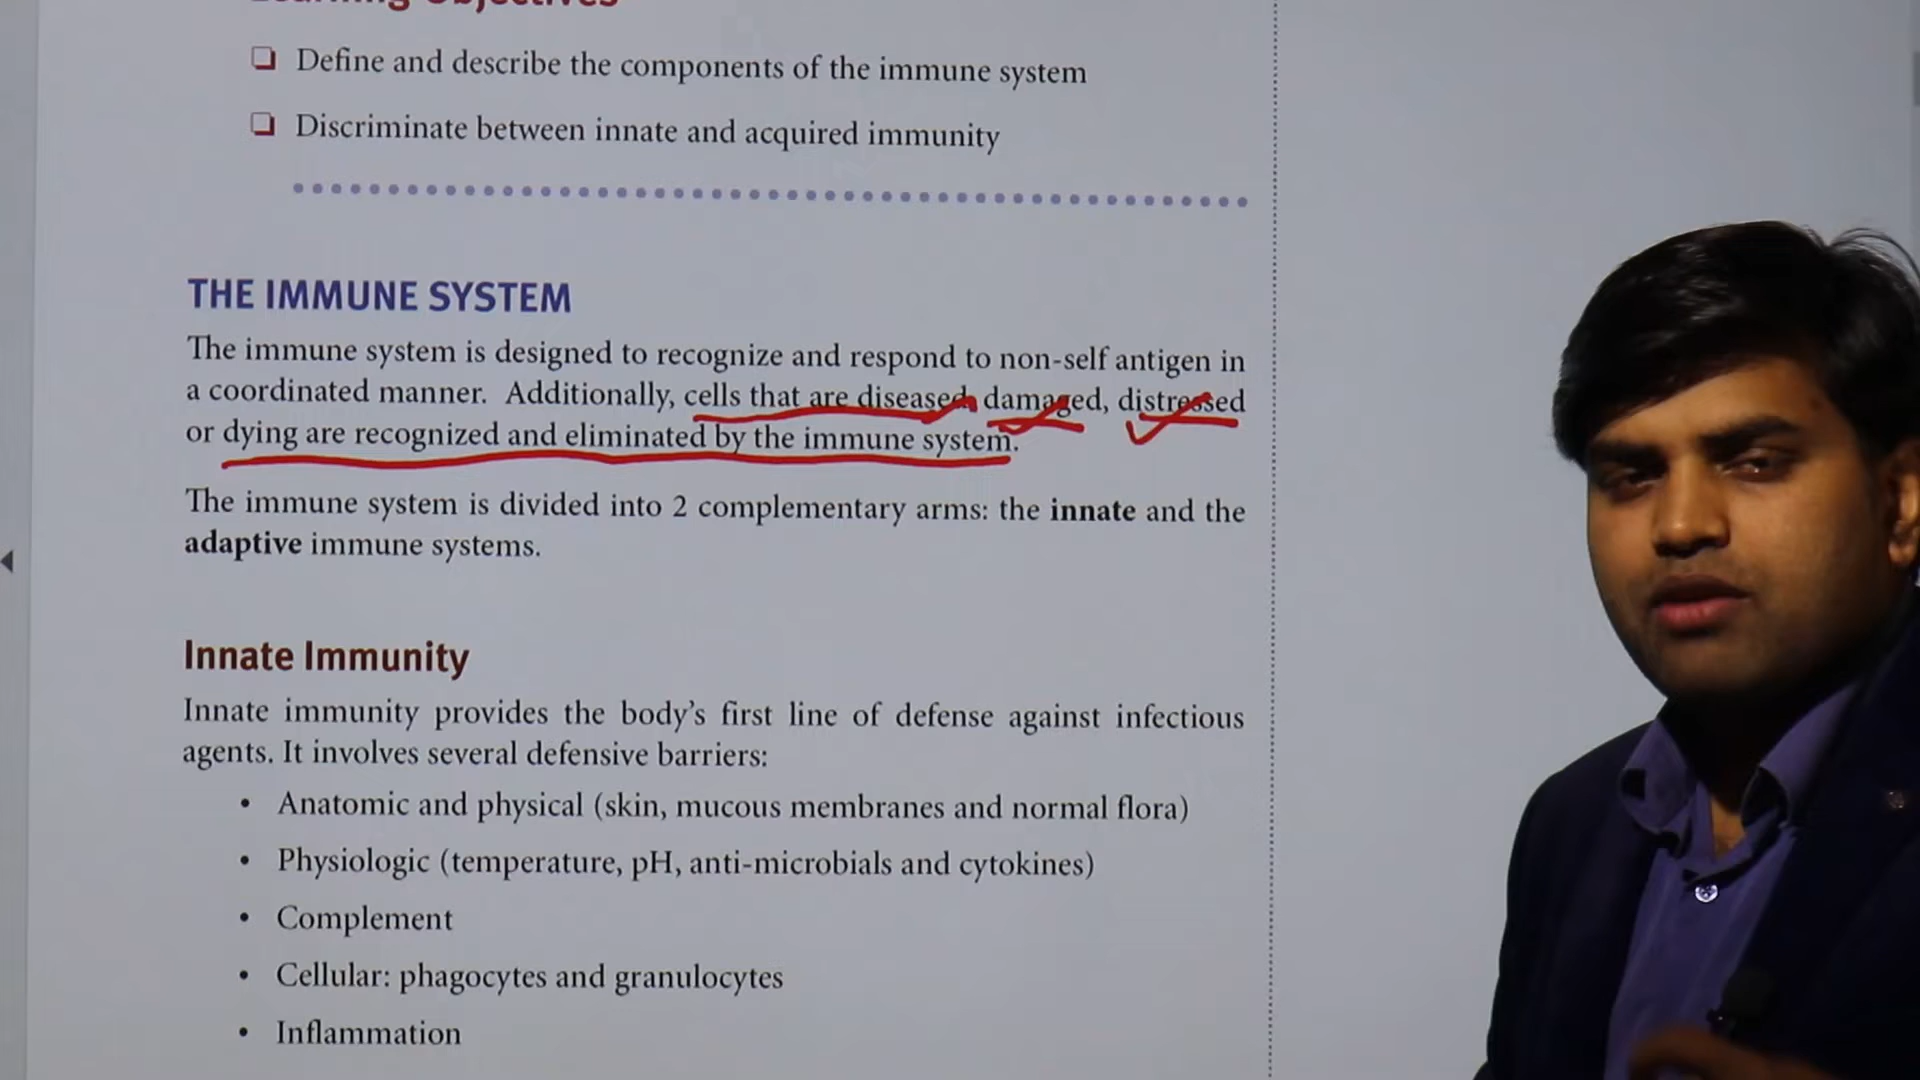 Learning Objectives
❏ Define and describe the components of the immune system
❏ Discriminate between innate and acquired immunity
THE IMMUNE SYSTEM
The immune system is designed to recognize and respond to non-self antigen in
a coordinated manner. Additionally, cells that are diseased, damaged, distressed
or dying are recognized and eliminated by the immune system.
The immune system is divided into 2 complementary arms: the innate and the
adaptive immune systems.
Innate Immunity
Innate immunity provides the body's first line of defense against infectious
agents. It involves several defensive barriers:
• Anatomic and physical (skin, mucous membranes and normal flora)
• Physiologic (temperature, pH, anti-microbials and cytokines)
• Complement
• Cellular: phagocytes and granulocytes
• Inflammation